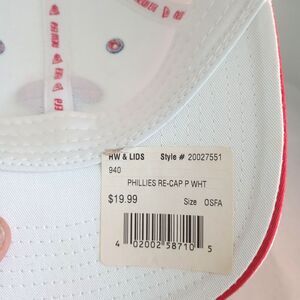 HW & LIDS Style # 20027551
940
PHILLIES RE-CAP P WHT
$19.99 Size OSFA
4 02002 58710 5